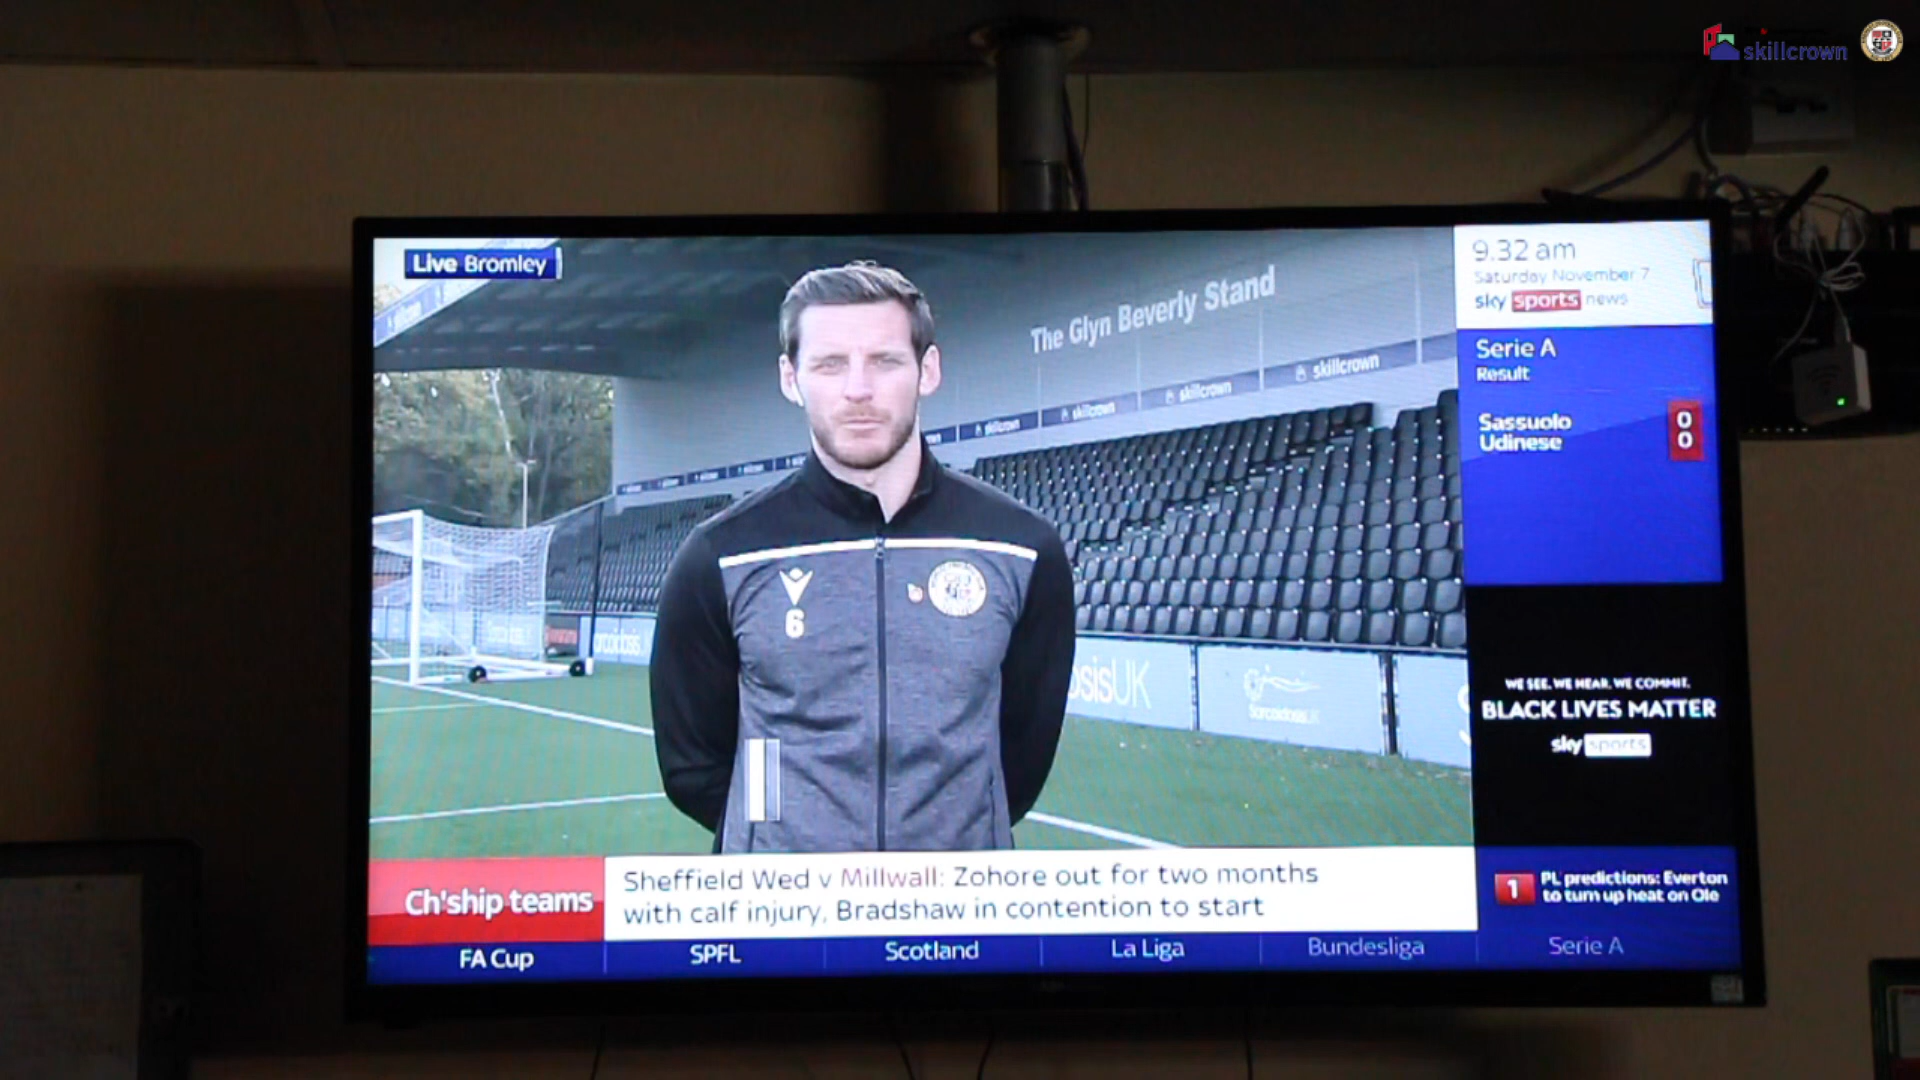 skillcrown
Live Bromley
The Glyn Beverly Stand
skillcrown
skillcrown
skillcrown
skillcrown
6
osisUK
9.32 am
Saturday November 7
sky sports news
Serie A
Result
Sassuolo 0
Udinese 0
WE SEE. WE HEAR. WE COMMIT.
BLACK LIVES MATTER
sky sports
Ch'ship teams
Sheffield Wed v Millwall: Zohore out for two months
with calf injury, Bradshaw in contention to start
1 PL predictions: Everton
to turn up heat on Ole
FA Cup SPFL Scotland La Liga Bundesliga Serie A